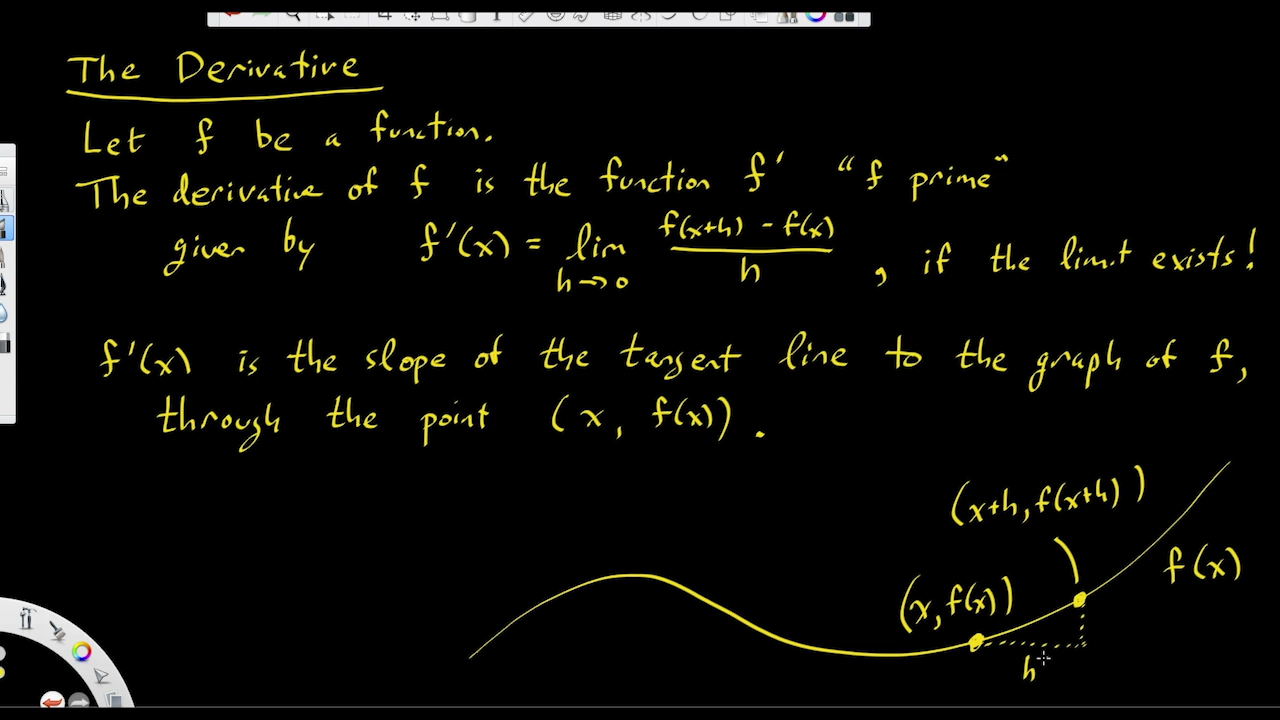 The Derivative
Let f be a function.
The derivative of f is the function f' “f prime”
given by f'(x) = lim h→0 f(x+h) - f(x) / h , if the limit exists!
f'(x) is the slope of the tangent line to the graph of f,
through the point (x, f(x)).
(x+h, f(x+h))
f(x)
(x, f(x))
h